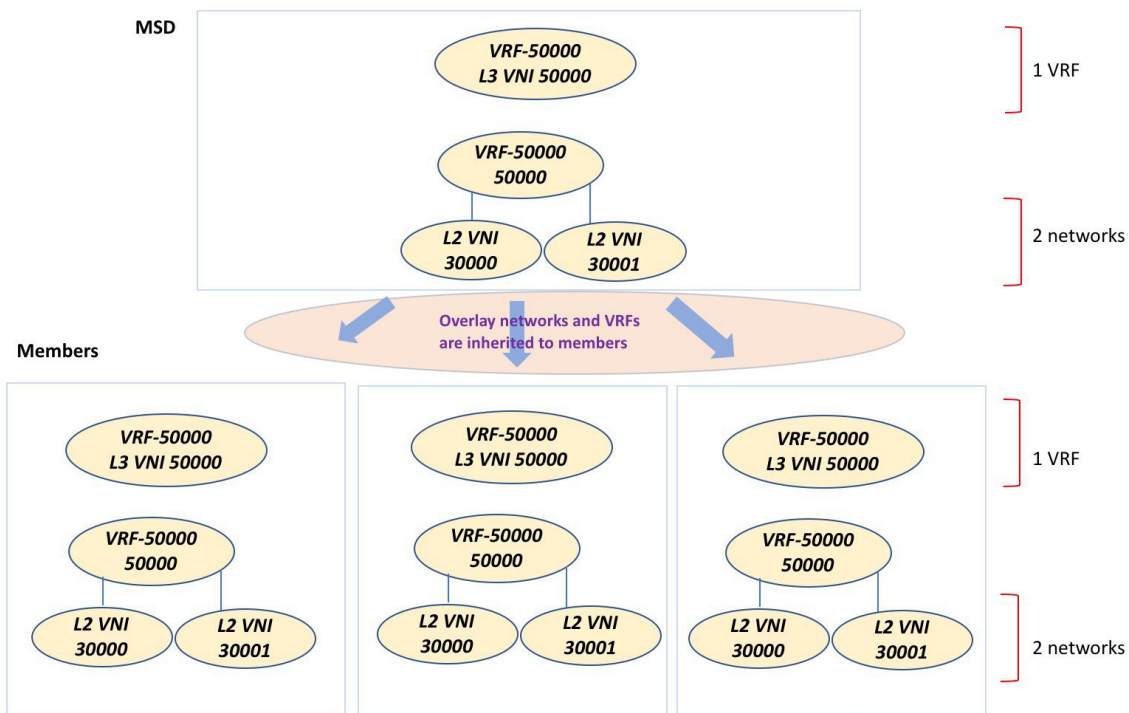 MSD
VRF-50000
L3 VNI 50000
1 VRF
VRF-50000
50000
L2 VNI
30000
L2 VNI
30001
2 networks
Overlay networks and VRFs
are inherited to members
Members
VRF-50000
L3 VNI 50000
VRF-50000
L3 VNI 50000
VRF-50000
L3 VNI 50000
1 VRF
VRF-50000
50000
VRF-50000
50000
VRF-50000
50000
L2 VNI
30000
L2 VNI
30001
L2 VNI
30000
L2 VNI
30001
L2 VNI
30000
L2 VNI
30001
2 networks